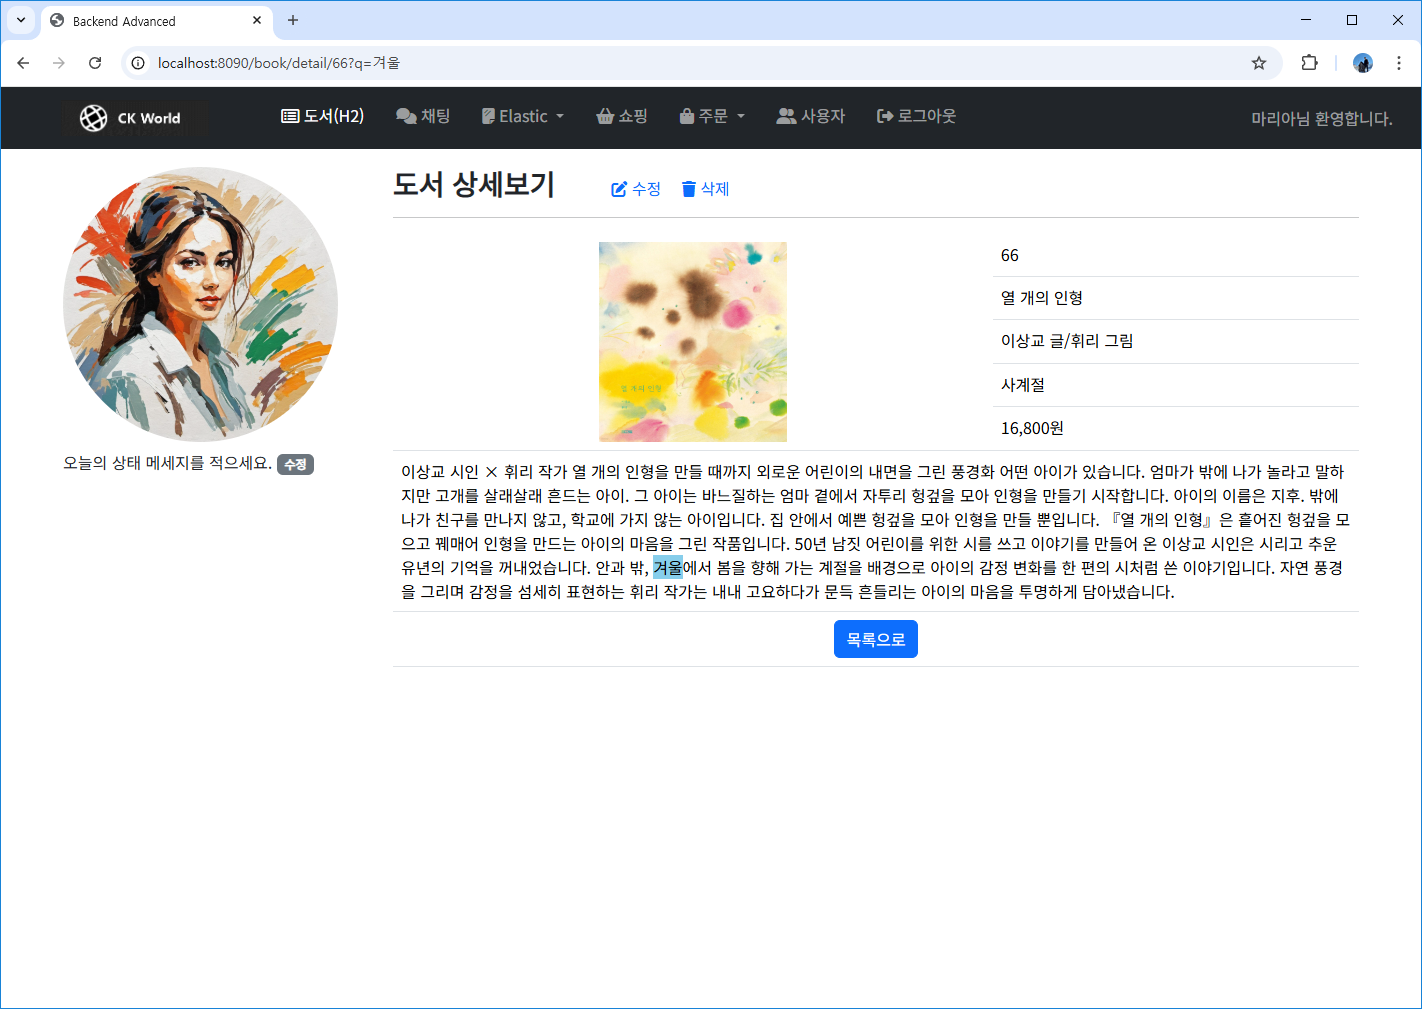 Backend Advanced
localhost:8090/book/detail/66?q=겨울
CK World
도서(H2) 채팅 Elastic 쇼핑 주문 사용자 로그아웃
마리아님 환영합니다.
도서 상세보기 수정 삭제
66
열 개의 인형
열 개의 인형
이상교 글/휘리 그림
사계절
16,800원
오늘의 상태 메세지를 적으세요. 수정
이상교 시인 × 휘리 작가 열 개의 인형을 만들 때까지 외로운 어린이의 내면을 그린 풍경화 어떤 아이가 있습니다. 엄마가 밖에 나가 놀라고 말하
지만 고개를 살래살래 흔드는 아이. 그 아이는 바느질하는 엄마 곁에서 자투리 헝겊을 모아 인형을 만들기 시작합니다. 아이의 이름은 지후. 밖에
나가 친구를 만나지 않고, 학교에 가지 않는 아이입니다. 집 안에서 예쁜 헝겊을 모아 인형을 만들 뿐입니다. 『열 개의 인형』은 흩어진 헝겊을 모
으고 꿰매어 인형을 만드는 아이의 마음을 그린 작품입니다. 50년 남짓 어린이를 위한 시를 쓰고 이야기를 만들어 온 이상교 시인은 시리고 추운
유년의 기억을 꺼내었습니다. 안과 밖, 겨울에서 봄을 향해 가는 계절을 배경으로 아이의 감정 변화를 한 편의 시처럼 쓴 이야기입니다. 자연 풍경
을 그리며 감정을 섬세히 표현하는 휘리 작가는 내내 고요하다가 문득 흔들리는 아이의 마음을 투명하게 담아냈습니다.
목록으로